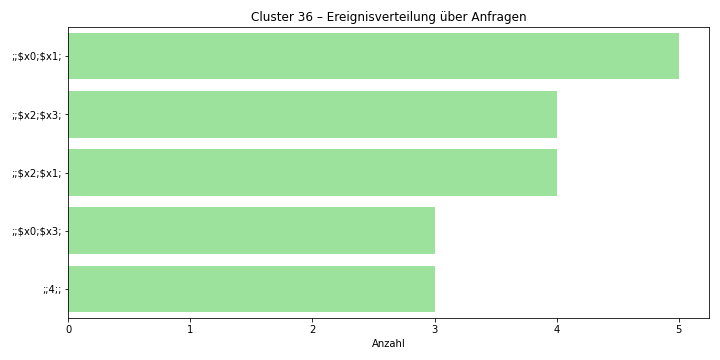 Cluster 36 – Ereignisverteilung über Anfragen
;;$x0;$x1;
;;$x2;$x3;
;;$x2;$x1;
;;$x0;$x3;
;;4;;
0 1 2 3 4 5
Anzahl